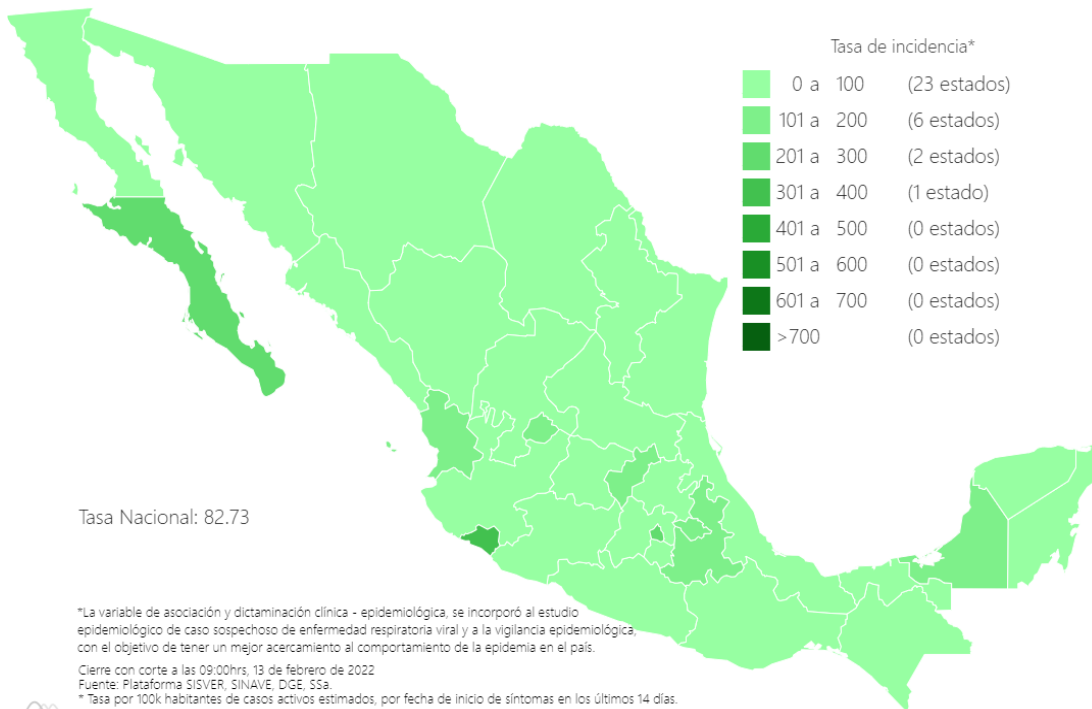 Tasa de incidencia*
0 a 100 (23 estados)
101 a 200 (6 estados)
201 a 300 (2 estados)
301 a 400 (1 estado)
401 a 500 (0 estados)
501 a 600 (0 estados)
601 a 700 (0 estados)
>700 (0 estados)
Tasa Nacional: 82.73
*La variable de asociación y dictaminación clínica - epidemiológica, se incorporó al estudio
epidemiológico de caso sospechoso de enfermedad respiratoria viral y a la vigilancia epidemiológica,
con el objetivo de tener un mejor acercamiento al comportamiento de la epidemia en el país.
Cierre con corte a las 09:00hrs, 13 de febrero de 2022
Fuente: Plataforma SISVER, SINAVE, DGE, SSa.
* Tasa por 100k habitantes de casos activos estimados, por fecha de inicio de síntomas en los últimos 14 días.